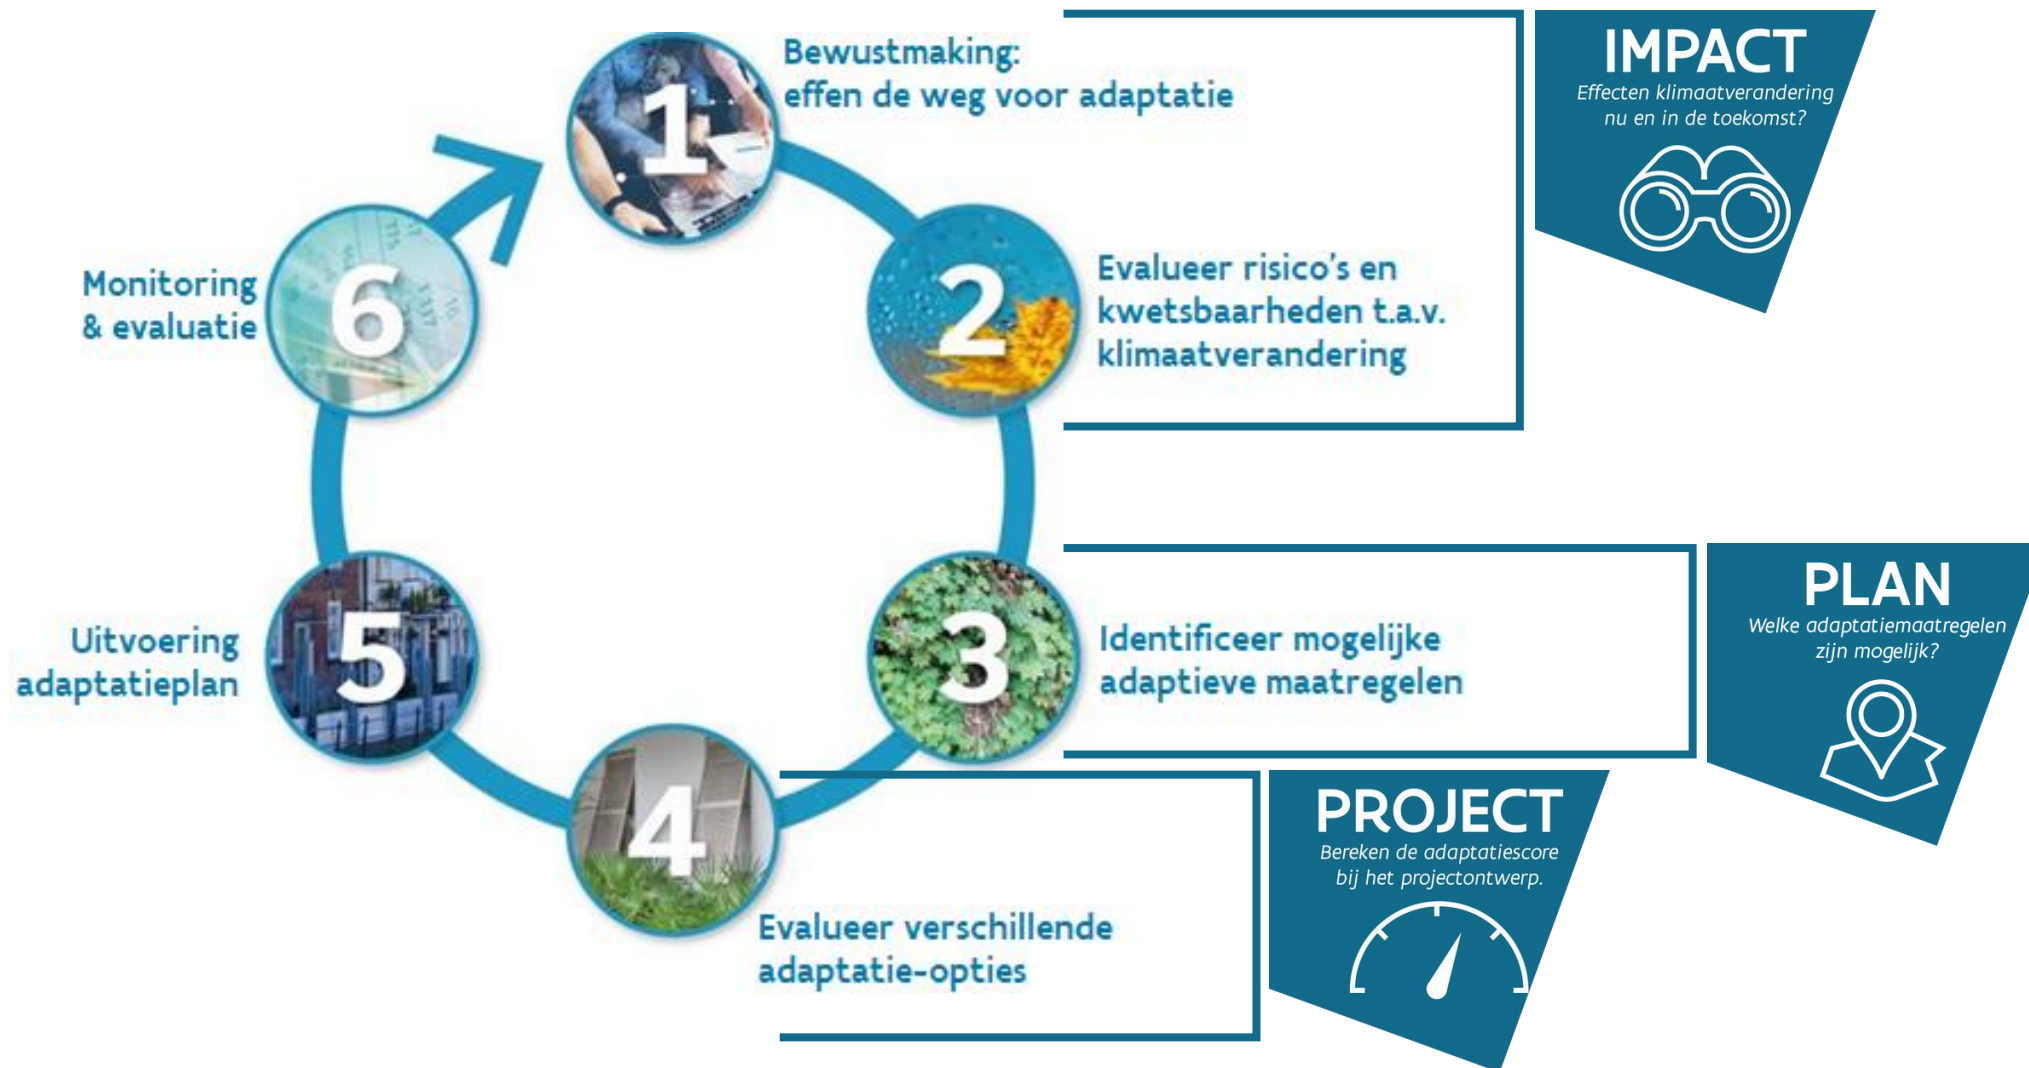 1
Bewustmaking:
effen de weg voor adaptatie
IMPACT
Effecten klimaatverandering
nu en in de toekomst?
2
Evalueer risico's en
kwetsbaarheden t.a.v.
klimaatverandering
3
Identificeer mogelijke
adaptieve maatregelen
PLAN
Welke adaptatiemaatregelen
zijn mogelijk?
4
Evalueer verschillende
adaptatie-opties
PROJECT
Bereken de adaptatiescore
bij het projectontwerp.
5
Uitvoering
adaptatieplan
6
Monitoring
& evaluatie